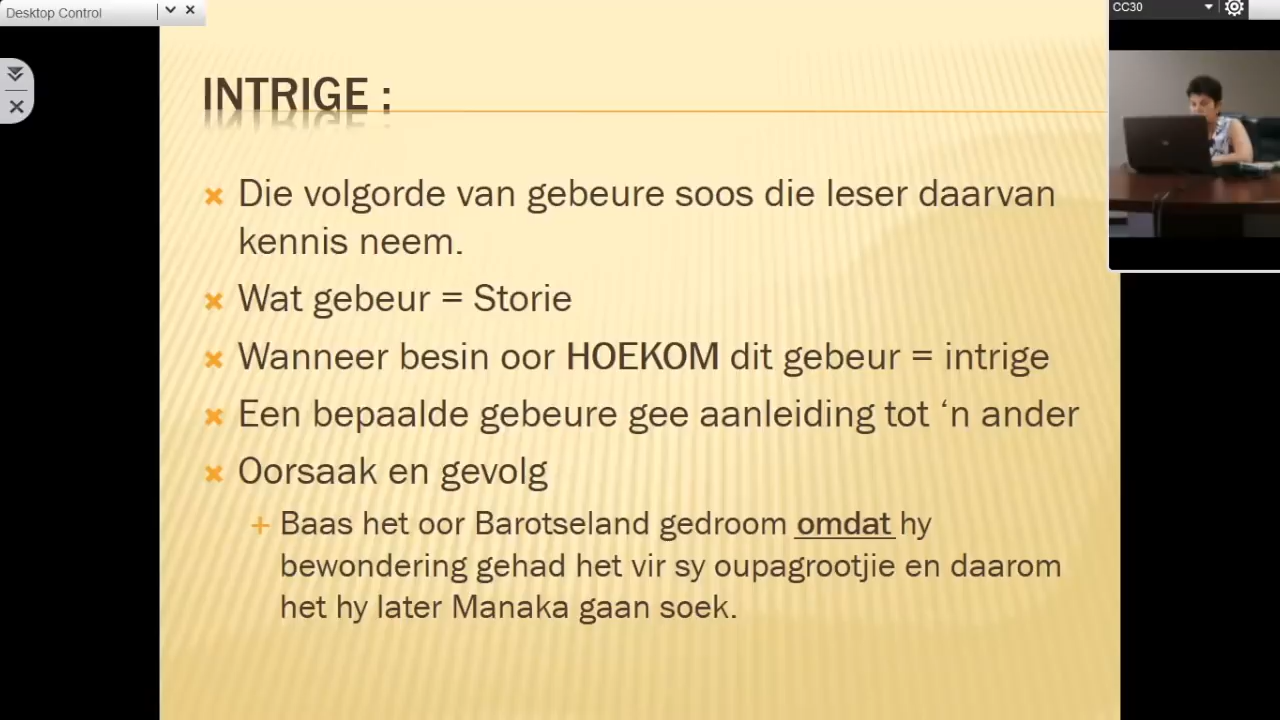 Desktop Control
CC30
INTRIGE :
Die volgorde van gebeure soos die leser daarvan
kennis neem.
Wat gebeur = Storie
Wanneer besin oor HOEKOM dit gebeur = intrige
Een bepaalde gebeure gee aanleiding tot ‘n ander
Oorsaak en gevolg
Baas het oor Barotseland gedroom omdat hy
bewondering gehad het vir sy oupagrootjie en daarom
het hy later Manaka gaan soek.